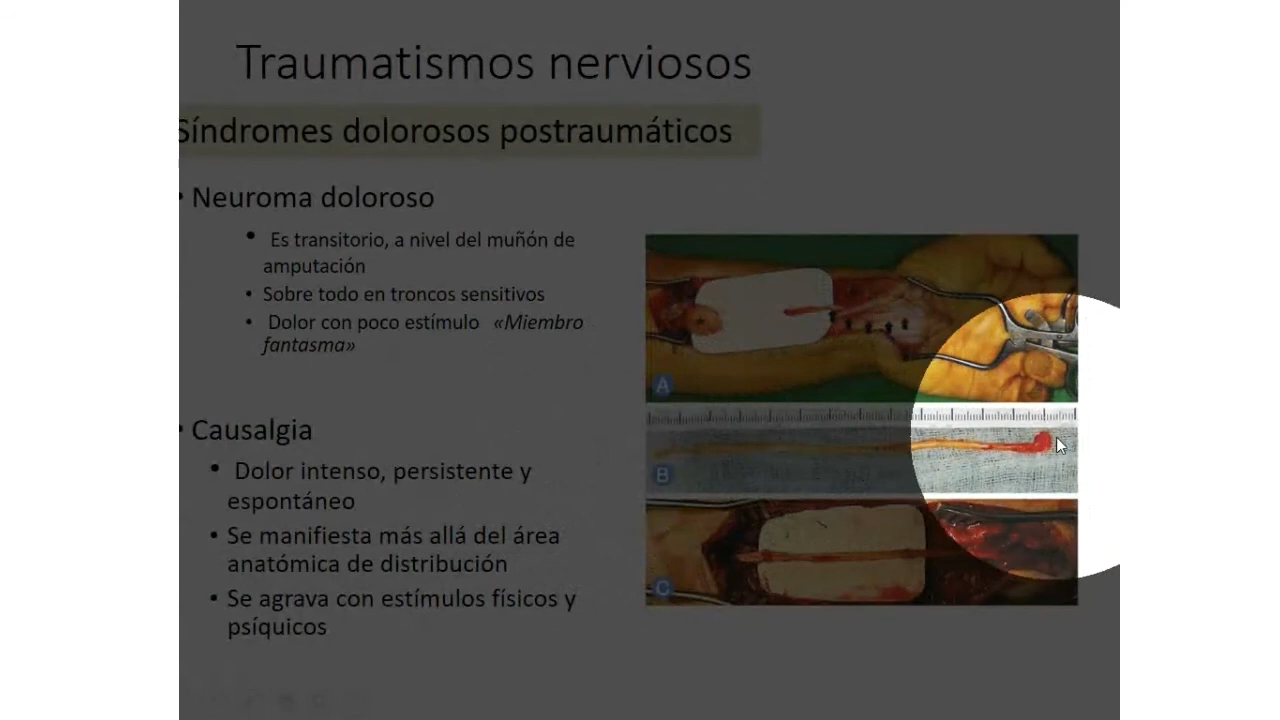 Traumatismos nerviosos
Síndromes dolorosos postraumáticos
• Neuroma doloroso
• Es transitorio, a nivel del muñón de
amputación
• Sobre todo en troncos sensitivos
• Dolor con poco estímulo «Miembro
fantasma»
• Causalgia
• Dolor intenso, persistente y
espontáneo
• Se manifiesta más allá del área
anatómica de distribución
• Se agrava con estímulos físicos y
psíquicos
A
B
C